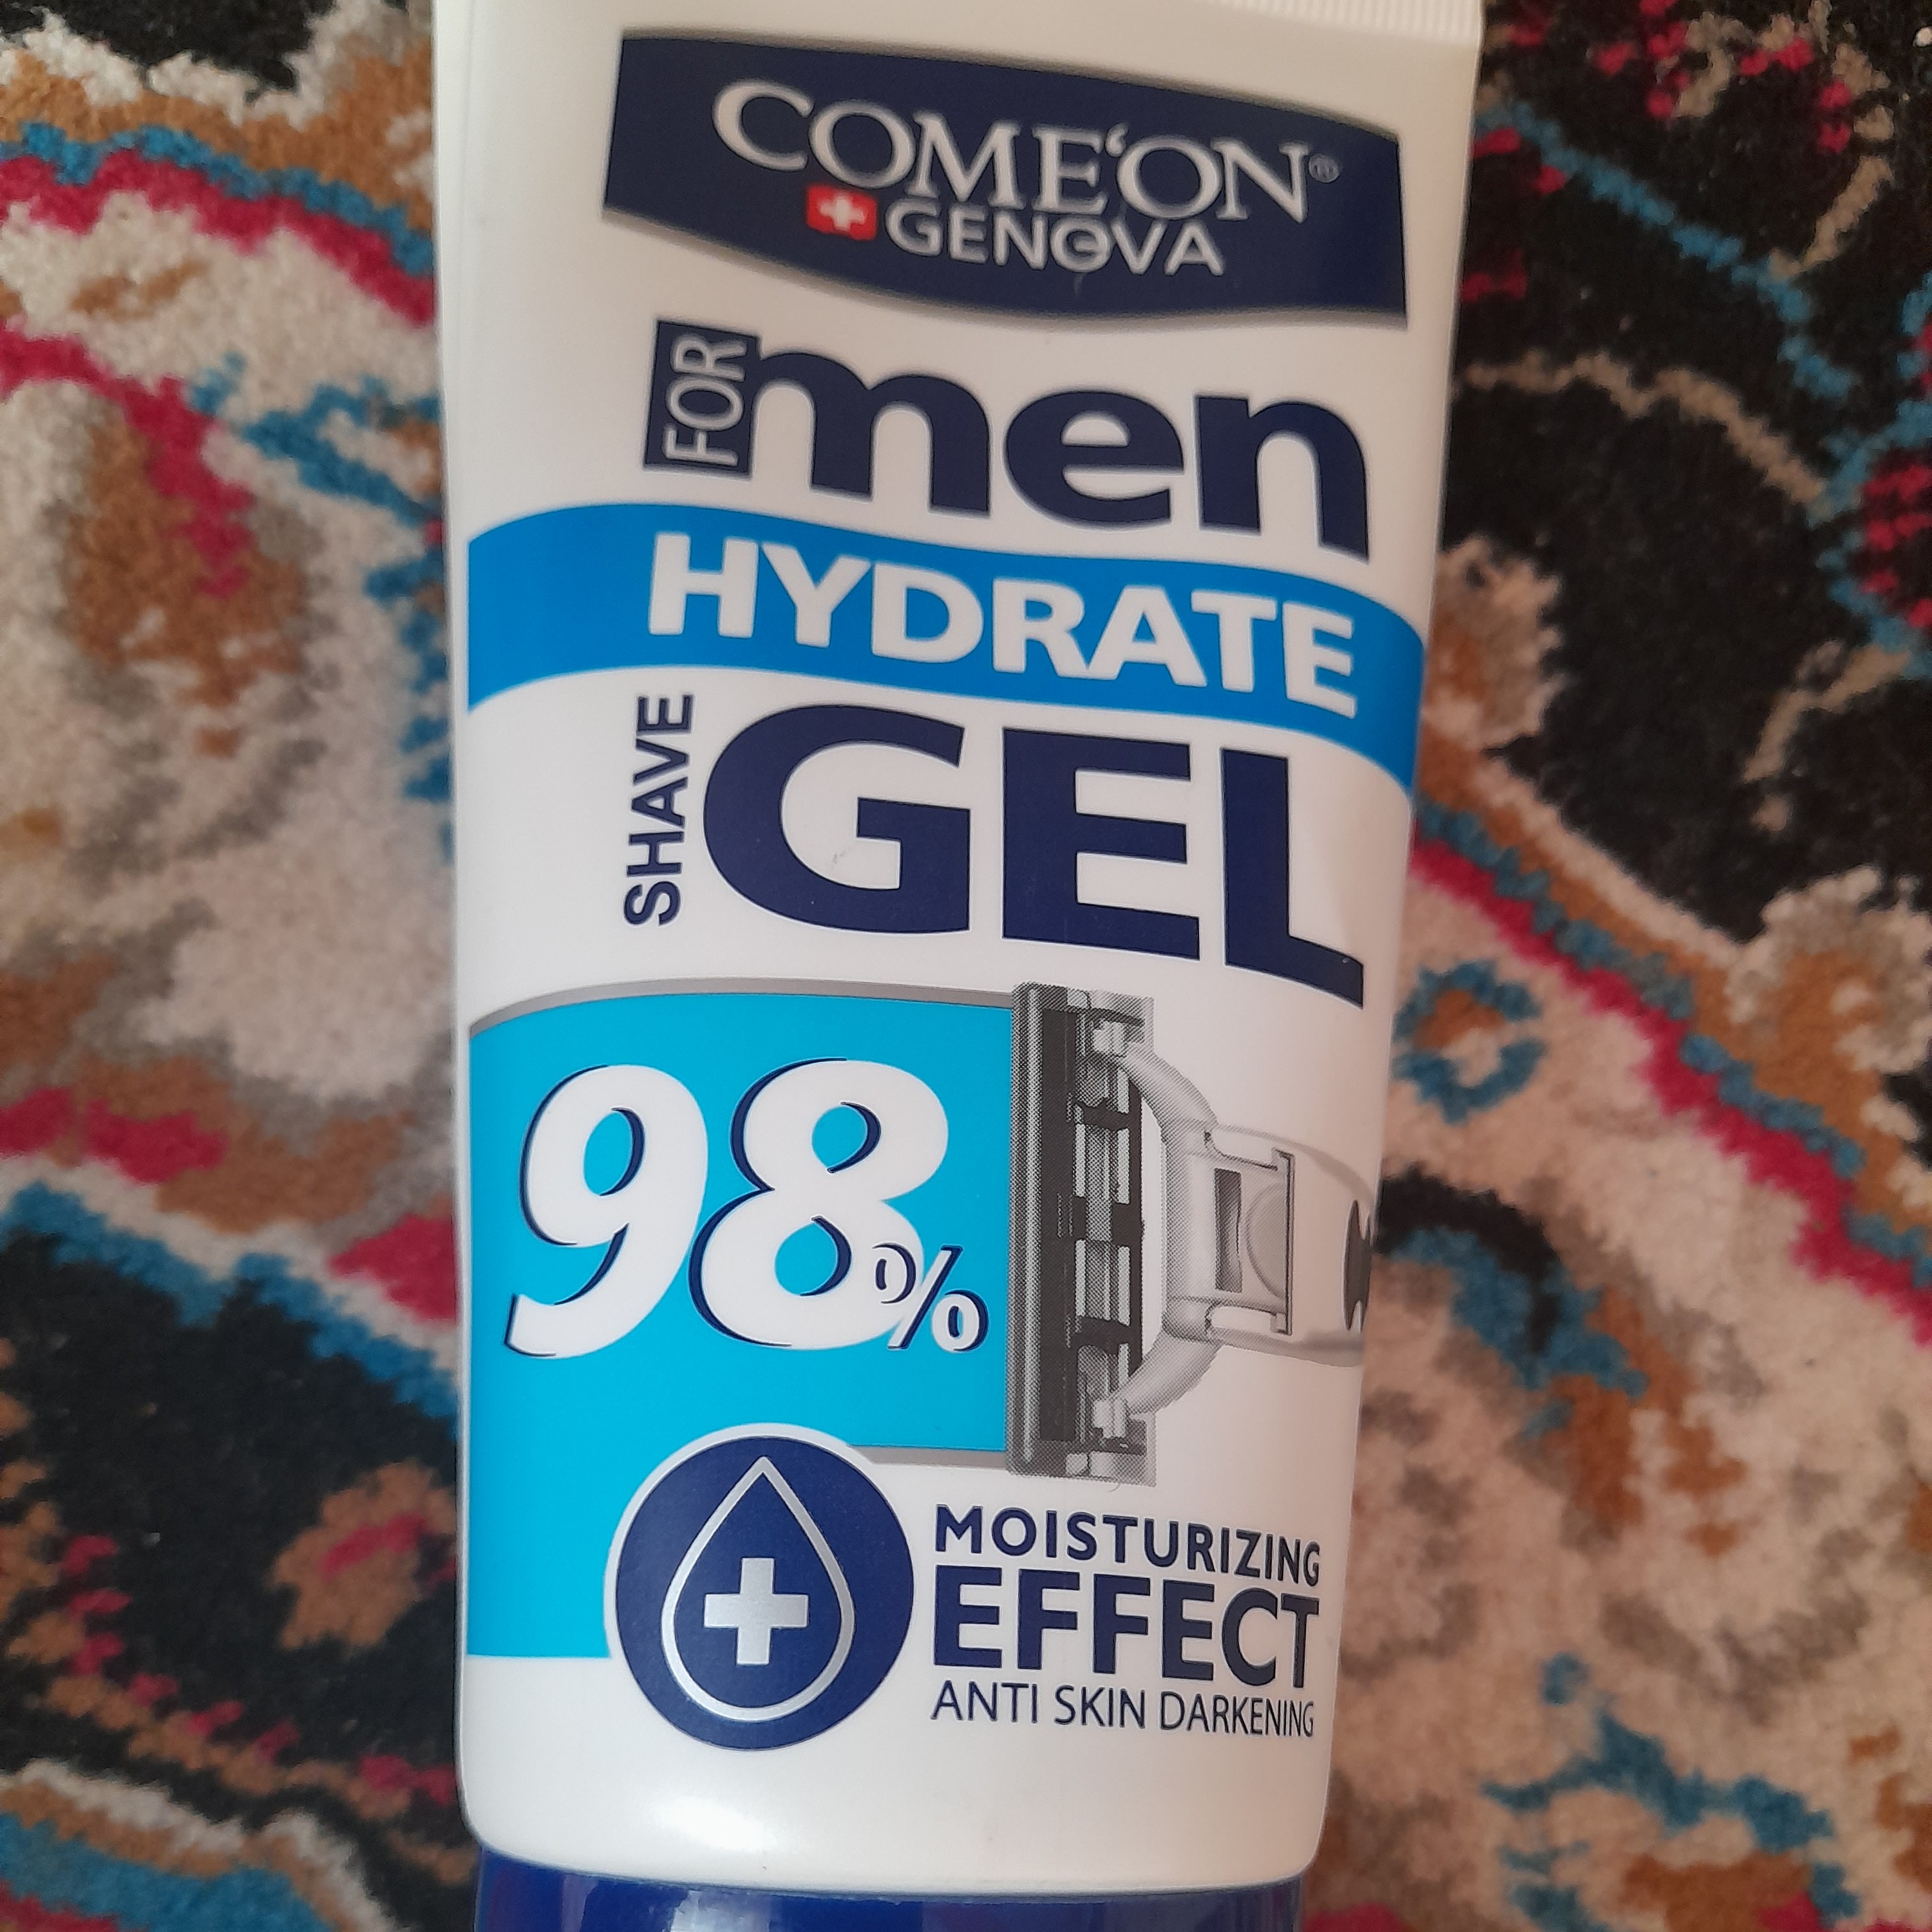 COME'ON®
GENOVA
FOR men
HYDRATE
SHAVE GEL
98%
MOISTURIZING
EFFECT
ANTI SKIN DARKENING